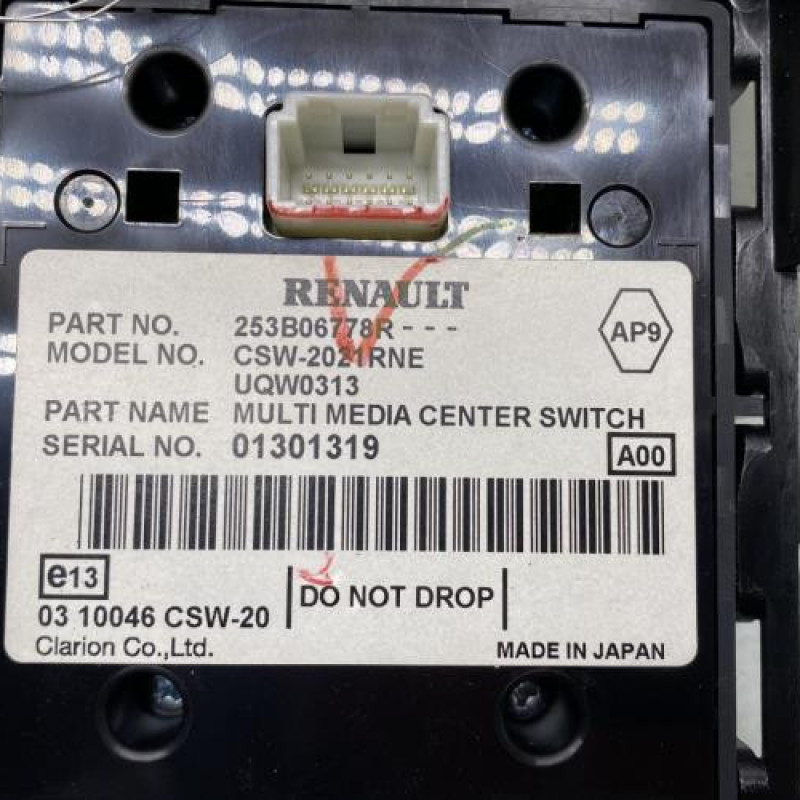 RENAULT
PART NO. 253B06778R - - -
MODEL NO. CSW-2021RNE
UQW0313
AP9
PART NAME MULTI MEDIA CENTER SWITCH
SERIAL NO. 01301319
A00
e13
03 10046 CSW-20
DO NOT DROP
Clarion Co.,Ltd.
MADE IN JAPAN